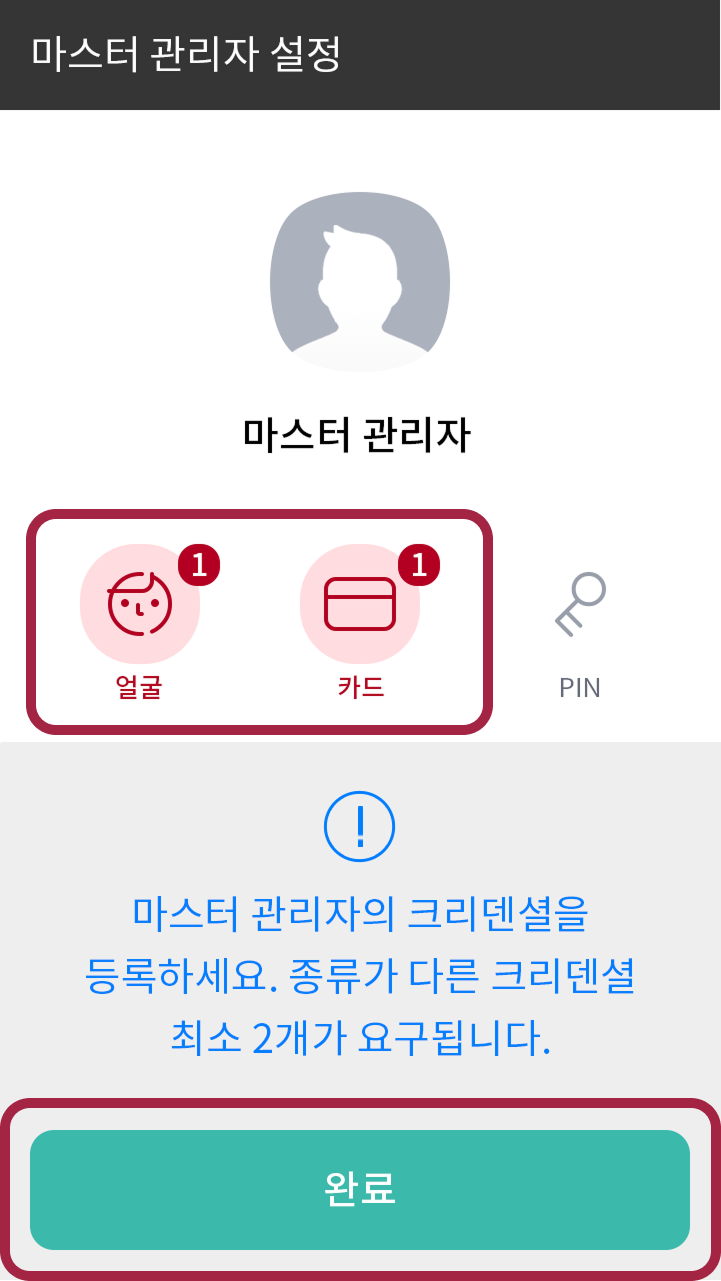 마스터 관리자 설정
마스터 관리자
1 1
얼굴 카드 PIN
마스터 관리자의 크리덴셜을
등록하세요. 종류가 다른 크리덴셜
최소 2개가 요구됩니다.
완료